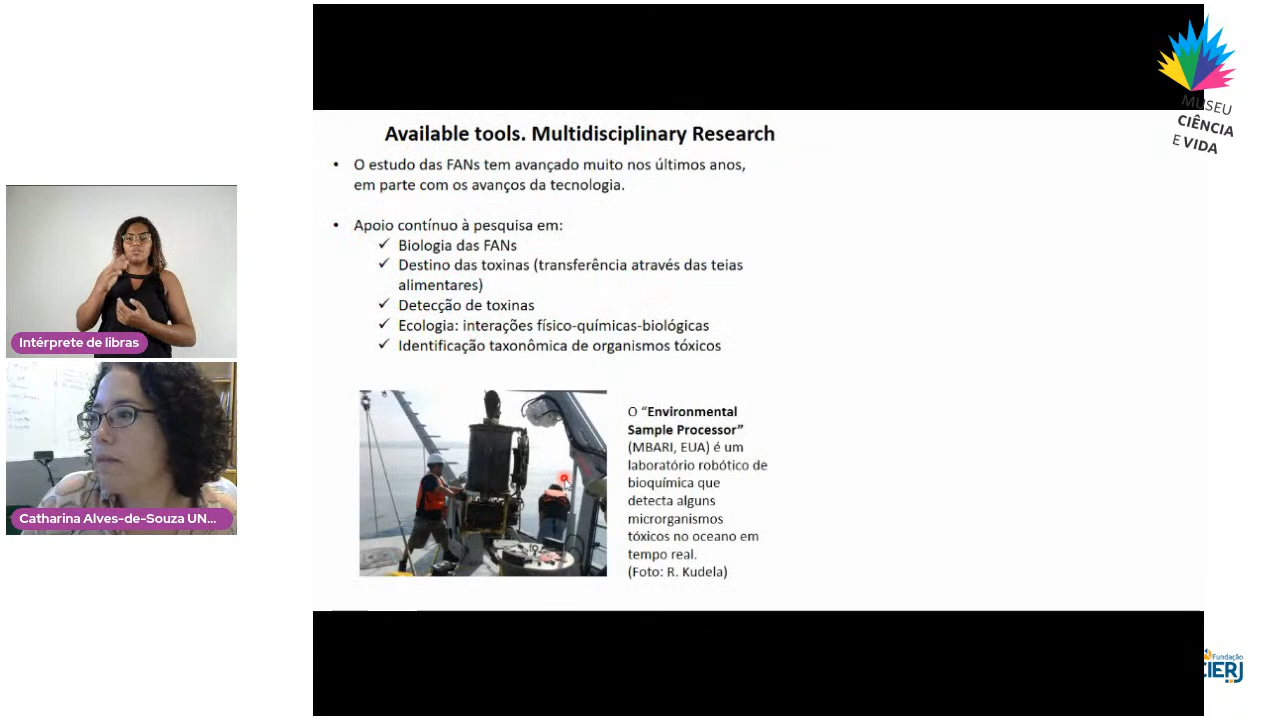 Available tools. Multidisciplinary Research
• O estudo das FANs tem avançado muito nos últimos anos,
em parte com os avanços da tecnologia.
• Apoio contínuo à pesquisa em:
✓ Biologia das FANs
✓ Destino das toxinas (transferência através das teias
alimentares)
✓ Detecção de toxinas
✓ Ecologia: interações físico-químicas-biológicas
✓ Identificação taxonômica de organismos tóxicos
O “Environmental
Sample Processor”
(MBARI, EUA) é um
laboratório robótico de
bioquímica que
detecta alguns
microrganismos
tóxicos no oceano em
tempo real.
(Foto: R. Kudela)
Intérprete de libras
Catharina Alves-de-Souza UN...
MUSEU
CIÊNCIA
E VIDA
Fundação
CIERJ